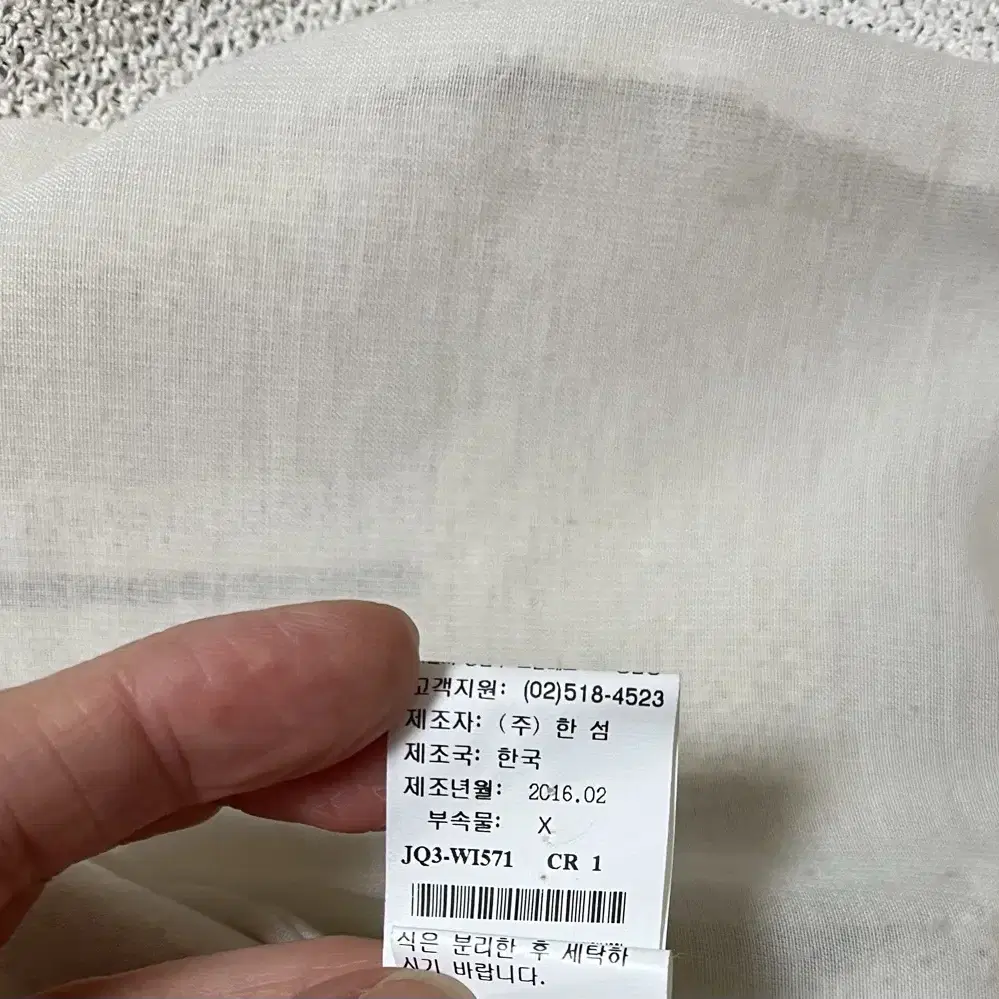 고객지원: (02)518-4523
제조자: (주) 한 섬
제조국: 한국
제조년월: 2016.02
부속물: X
JQ3-WI571 CR 1
식은 분리한 후 세탁하
시기 바랍니다.